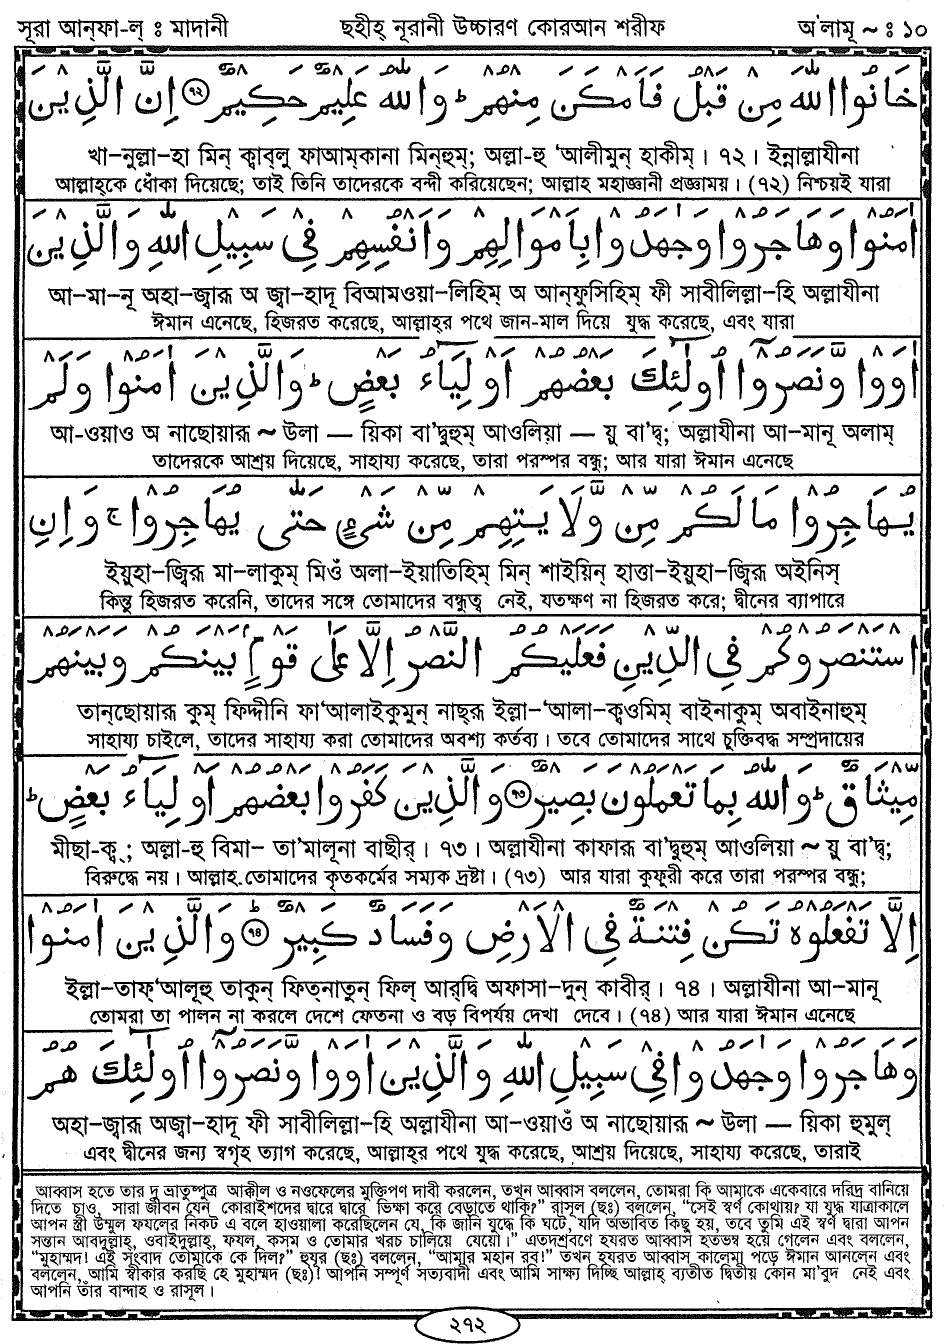 সূরা আন্ফা-ল্ ঃ মাদানী ছহীহ্ নূরানী উচ্চারণ কোরআন শরীফ অ'লামূ ~ ঃ ১০
خَانُوا اللّٰهَ مِنْ قَبْلُ فَاَمْكَنَ مِنْهُمْ ؕ وَاللّٰهُ عَلِيْمٌ حَكِيْمٌ ﴿۷۲﴾ اِنَّ الَّذِيْنَ
খা–নুল্লা–হা মিন্ ক্বাব্লু ফাআম্কানা মিন্হুম্; অল্লা-হু 'আলীমুন্ হাকীম্। ৭২। ইন্নাল্লাযীনা
আল্লাহ্কে ধোঁকা দিয়েছে; তাই তিনি তাদেরকে বন্দী করিয়েছেন; আল্লাহ মহাজ্ঞানী প্রজ্ঞাময়। (৭২) নিশ্চয়ই যারা
اٰمَنُوْا وَهَاجَرُوْا وَجٰهَدُوْا بِاَمْوَالِهِمْ وَاَنْفُسِهِمْ فِىْ سَبِيْلِ اللّٰهِ وَالَّذِيْنَ
আ–মা–নূ অহা–জ্বারূ অ জ্বা–হাদূ বিআমওয়া–লিহিম্ অ আন্ফুসিহিম্ ফী সাবীলিল্লা–হি অল্লাযীনা
ঈমান এনেছে, হিজরত করেছে, আল্লাহ্র পথে জান-মাল দিয়ে যুদ্ধ করেছে, এবং যারা
اٰوَوْا وَّنَصَرُوْٓا اُولٰٓئِكَ بَعْضُهُمْ اَوْلِيَآءُ بَعْضٍ ؕ وَالَّذِيْنَ اٰمَنُوْا وَلَمْ
আ-ওয়াও অ নাছোয়ারূ ~ উলা — য়িকা বা'দ্বুহুম্ আওলিয়া — য়ু বা'দ্ব; অল্লাযীনা আ–মানূ অলাম্
তাদেরকে আশ্রয় দিয়েছে, সাহায্য করেছে, তারা পরস্পর বন্ধু; আর যারা ঈমান এনেছে
يُهَاجِرُوْا مَا لَكُمْ مِّنْ وَّلَايَتِهِمْ مِّنْ شَىْءٍ حَتّٰى يُهَاجِرُوْا ۚ وَاِنِ
ইয়ুহা–জ্বিরূ মা–লাকুম্ মিওঁ অলা–ইয়াতিহিম্ মিন্ শাইয়িন্ হাত্তা–ইয়ুহা–জ্বিরূ অইনিস্
কিন্তু হিজরত করেনি, তাদের সঙ্গে তোমাদের বন্ধুত্ব নেই, যতক্ষণ না হিজরত করে; দ্বীনের ব্যাপারে
اسْتَنْصَرُوْكُمْ فِى الدِّيْنِ فَعَلَيْكُمُ النَّصْرُ اِلَّا عَلٰى قَوْمٍ بَيْنَكُمْ وَبَيْنَهُمْ
তান্ছোয়ারূ কুম্ ফিদ্দীনি ফা'আলাইকুমুন্ নাছ্রূ ইল্লা–'আলা–ক্বওমিম্ বাইনাকুম্ অবাইনাহুম্
সাহায্য চাইলে, তাদের সাহায্য করা তোমাদের অবশ্য কর্তব্য। তবে তোমাদের সাথে চুক্তিবদ্ধ সম্প্রদায়ের
مِّيْثَاقٌ ؕ وَاللّٰهُ بِمَا تَعْمَلُوْنَ بَصِيْرٌ ﴿۷۳﴾ وَالَّذِيْنَ كَفَرُوْا بَعْضُهُمْ اَوْلِيَآءُ بَعْضٍ ؕ
মীছা-ক্ব্; অল্লা-হু বিমা– তা'মালূনা বাছীর্। ৭৩। অল্লাযীনা কাফারূ বা'দ্বুহুম্ আওলিয়া ~ য়ু বা'দ্ব;
বিরুদ্ধে নয়। আল্লাহ্ তোমাদের কৃতকর্মের সম্যক দ্রষ্টা। (৭৩) আর যারা কুফূরী করে তারা পরস্পর বন্ধু;
اِلَّا تَفْعَلُوْهُ تَكُنْ فِتْنَةٌ فِى الْاَرْضِ وَفَسَادٌ كَبِيْرٌ ﴿۷۴﴾ وَالَّذِيْنَ اٰمَنُوْا
ইল্লা–তাফ্'আলূহু তাকুন্ ফিত্নাতুন্ ফিল্ আর্দ্বি অফাসা–দুন্ কাবীর্। ৭৪। অল্লাযীনা আ–মানূ
তোমরা তা পালন না করলে দেশে ফেতনা ও বড় বিপর্যয় দেখা দেবে। (৭৪) আর যারা ঈমান এনেছে
وَهَاجَرُوْا وَجٰهَدُوْا فِىْ سَبِيْلِ اللّٰهِ وَالَّذِيْنَ اٰوَوْا وَّنَصَرُوْٓا اُولٰٓئِكَ هُمُ
অহা–জ্বারূ অজ্বা–হাদূ ফী সাবীলিল্লা–হি অল্লাযীনা আ–ওয়াওঁ অ নাছোয়ারূ ~ উলা — য়িকা হুমুল্
এবং দ্বীনের জন্য স্বগৃহ ত্যাগ করেছে, আল্লাহ্র পথে যুদ্ধ করেছে, আশ্রয় দিয়েছে, সাহায্য করেছে, তারাই
আব্বাস হতে তার দু ভ্রাতুষ্পুত্র আক্বীল ও নওফেলের মুক্তিপণ দাবী করলেন, তখন আব্বাস বললেন, তোমরা কি আমাকে একেবারে দরিদ্র বানিয়ে
দিতে চাও, সারা জীবন যেন কোরাইশদের দ্বারে দ্বারে ভিক্ষা করে বেড়াতে থাকি?" রাসূল (ছঃ) বললেন, "সেই স্বর্ণ কোথায়? যা যুদ্ধ যাত্রাকালে
আপন স্ত্রী উম্মুল ফযলের নিকট এ বলে হাওয়ালা করেছিলেন যে, কি জানি যুদ্ধে কি ঘটে, যদি অভাবিত কিছু হয়, তবে তুমি এই স্বর্ণ দ্বারা আপন
সন্তান আবদুল্লাহ্, ওবাইদুল্লাহ্, ফযল, কসম ও তোমার খরচ চালিয়ে যেয়ো।" এতদশ্রবণে হযরত আব্বাস হতভম্ব হয়ে গেলেন এবং বললেন,
"মুহাম্মদ! এই সংবাদ তোমাকে কে দিল?" হুযুর (ছঃ) বললেন, "আমার মহান রব!" তখন হযরত আব্বাস কালেমা পড়ে ঈমান আনলেন এবং
বললেন, আমি স্বীকার করছি হে মুহাম্মদ (ছঃ)! আপনি সম্পূর্ণ সত্যবাদী এবং আমি সাক্ষ্য দিচ্ছি আল্লাহ্ ব্যতীত দ্বিতীয় কোন মা'বুদ নেই এবং
আপনি তাঁর বান্দাহ ও রাসূল।
২৭২